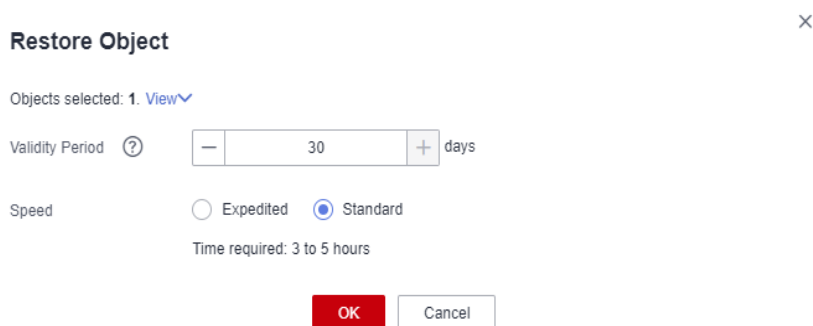 Restore Object
Objects selected: 1. View
Validity Period ? − 30 + days
Speed Expedited Standard
Time required: 3 to 5 hours
OK Cancel